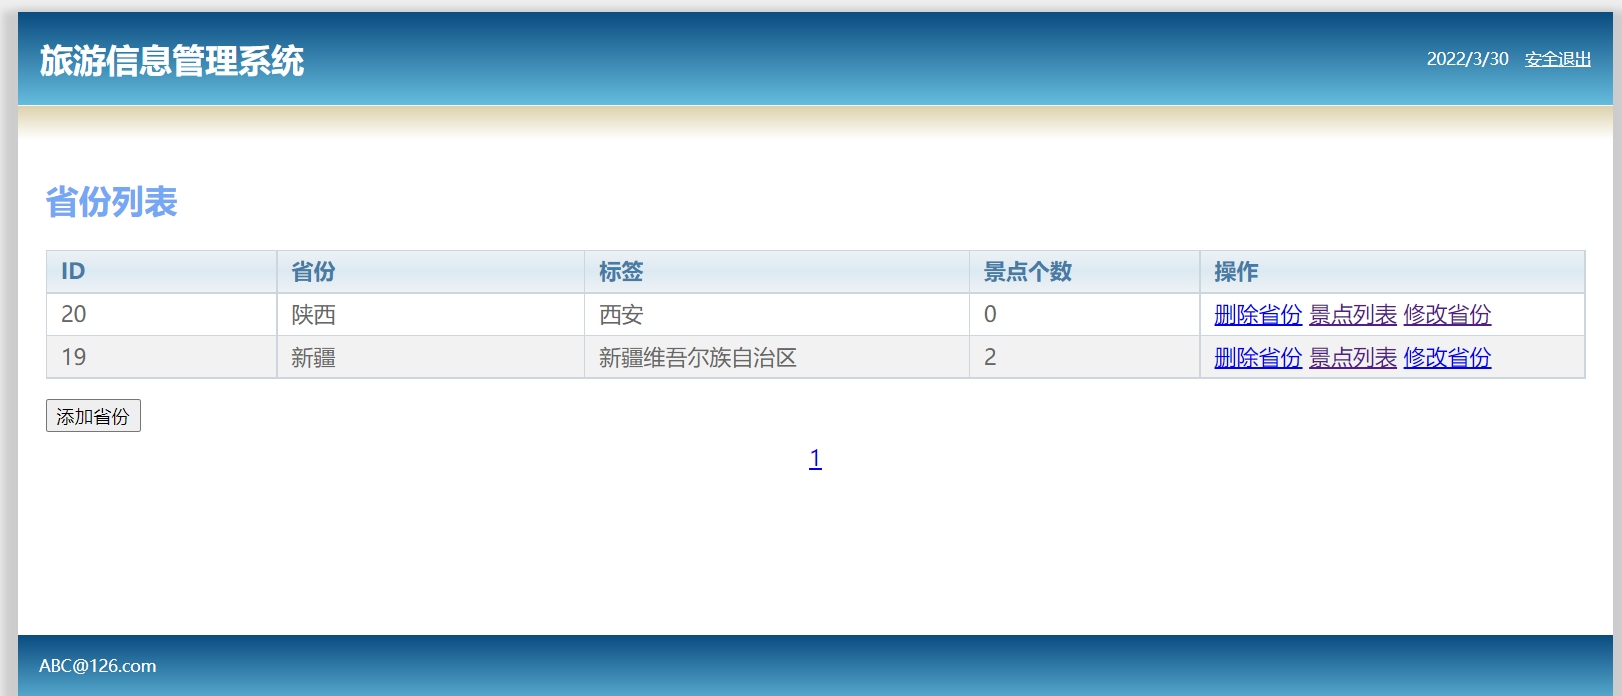 旅游信息管理系统
2022/3/30 安全退出
省份列表
ID 省份 标签 景点个数 操作
20 陕西 西安 0 删除省份 景点列表 修改省份
19 新疆 新疆维吾尔族自治区 2 删除省份 景点列表 修改省份
添加省份
1
ABC@126.com